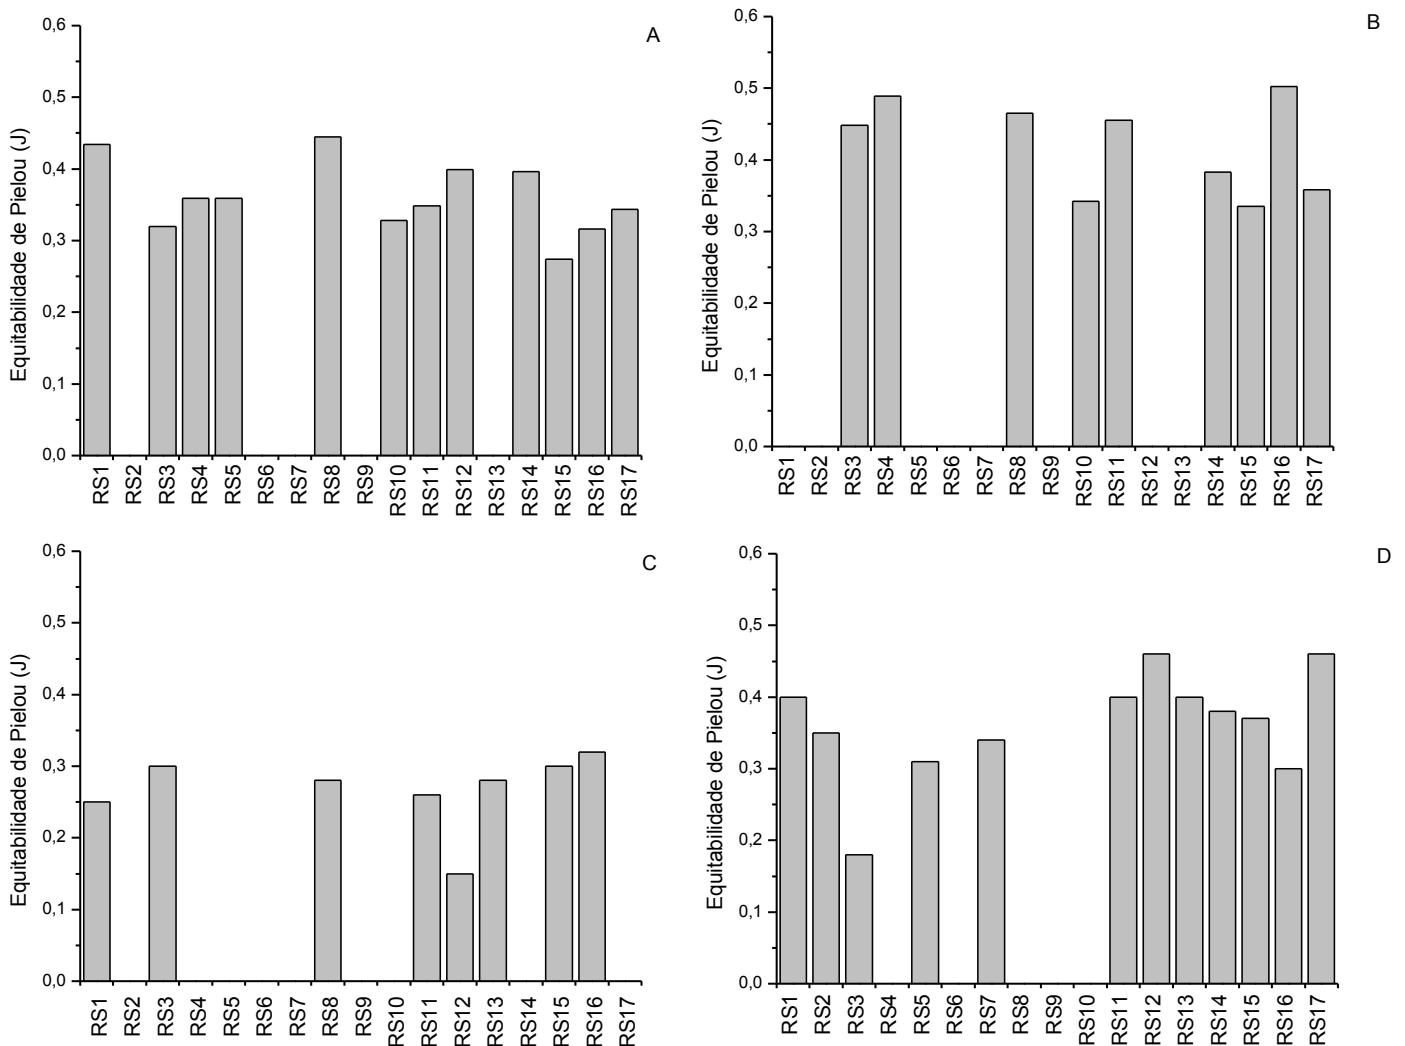 A
Equitabilidade de Pielou (J)
0,6
0,5
0,4
0,3
0,2
0,1
0,0
RS1
RS2
RS3
RS4
RS5
RS6
RS7
RS8
RS9
RS10
RS11
RS12
RS13
RS14
RS15
RS16
RS17
B
Equitabilidade de Pielou (J)
0,6
0,5
0,4
0,3
0,2
0,1
0,0
RS1
RS2
RS3
RS4
RS5
RS6
RS7
RS8
RS9
RS10
RS11
RS12
RS13
RS14
RS15
RS16
RS17
C
Equitabilidade de Pielou (J)
0,6
0,5
0,4
0,3
0,2
0,1
0,0
RS1
RS2
RS3
RS4
RS5
RS6
RS7
RS8
RS9
RS10
RS11
RS12
RS13
RS14
RS15
RS16
RS17
D
Equitabilidade de Pielou (J)
0,6
0,5
0,4
0,3
0,2
0,1
0,0
RS1
RS2
RS3
RS4
RS5
RS6
RS7
RS8
RS9
RS10
RS11
RS12
RS13
RS14
RS15
RS16
RS17